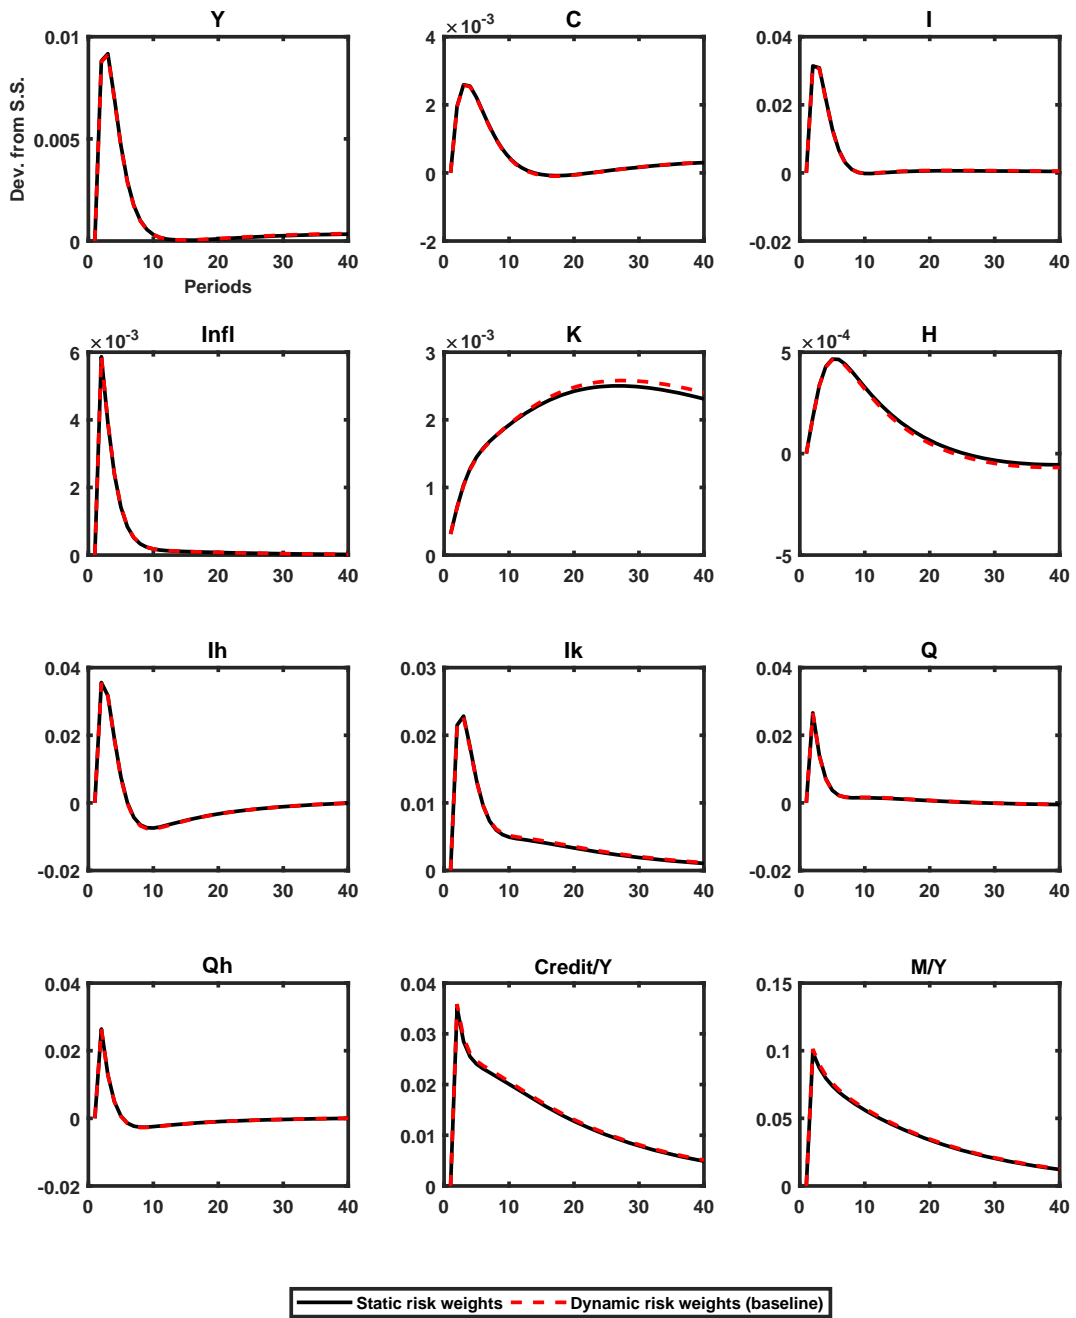 Y
C
I
0.01
0.005
0
Dev. from S.S.
0 10 20 30 40
Periods
×10-3
4
2
0
-2
0 10 20 30 40
0.04
0.02
0
-0.02
0 10 20 30 40
Infl
K
H
×10-3
6
4
2
0
0 10 20 30 40
×10-3
3
2
1
0
0 10 20 30 40
×10-4
5
0
-5
0 10 20 30 40
Ih
Ik
Q
0.04
0.02
0
-0.02
0 10 20 30 40
0.03
0.02
0.01
0
0 10 20 30 40
0.04
0.02
0
-0.02
0 10 20 30 40
Qh
Credit/Y
M/Y
0.04
0.02
0
-0.02
0 10 20 30 40
0.04
0.03
0.02
0.01
0
0 10 20 30 40
0.15
0.1
0.05
0
0 10 20 30 40
Static risk weights Dynamic risk weights (baseline)